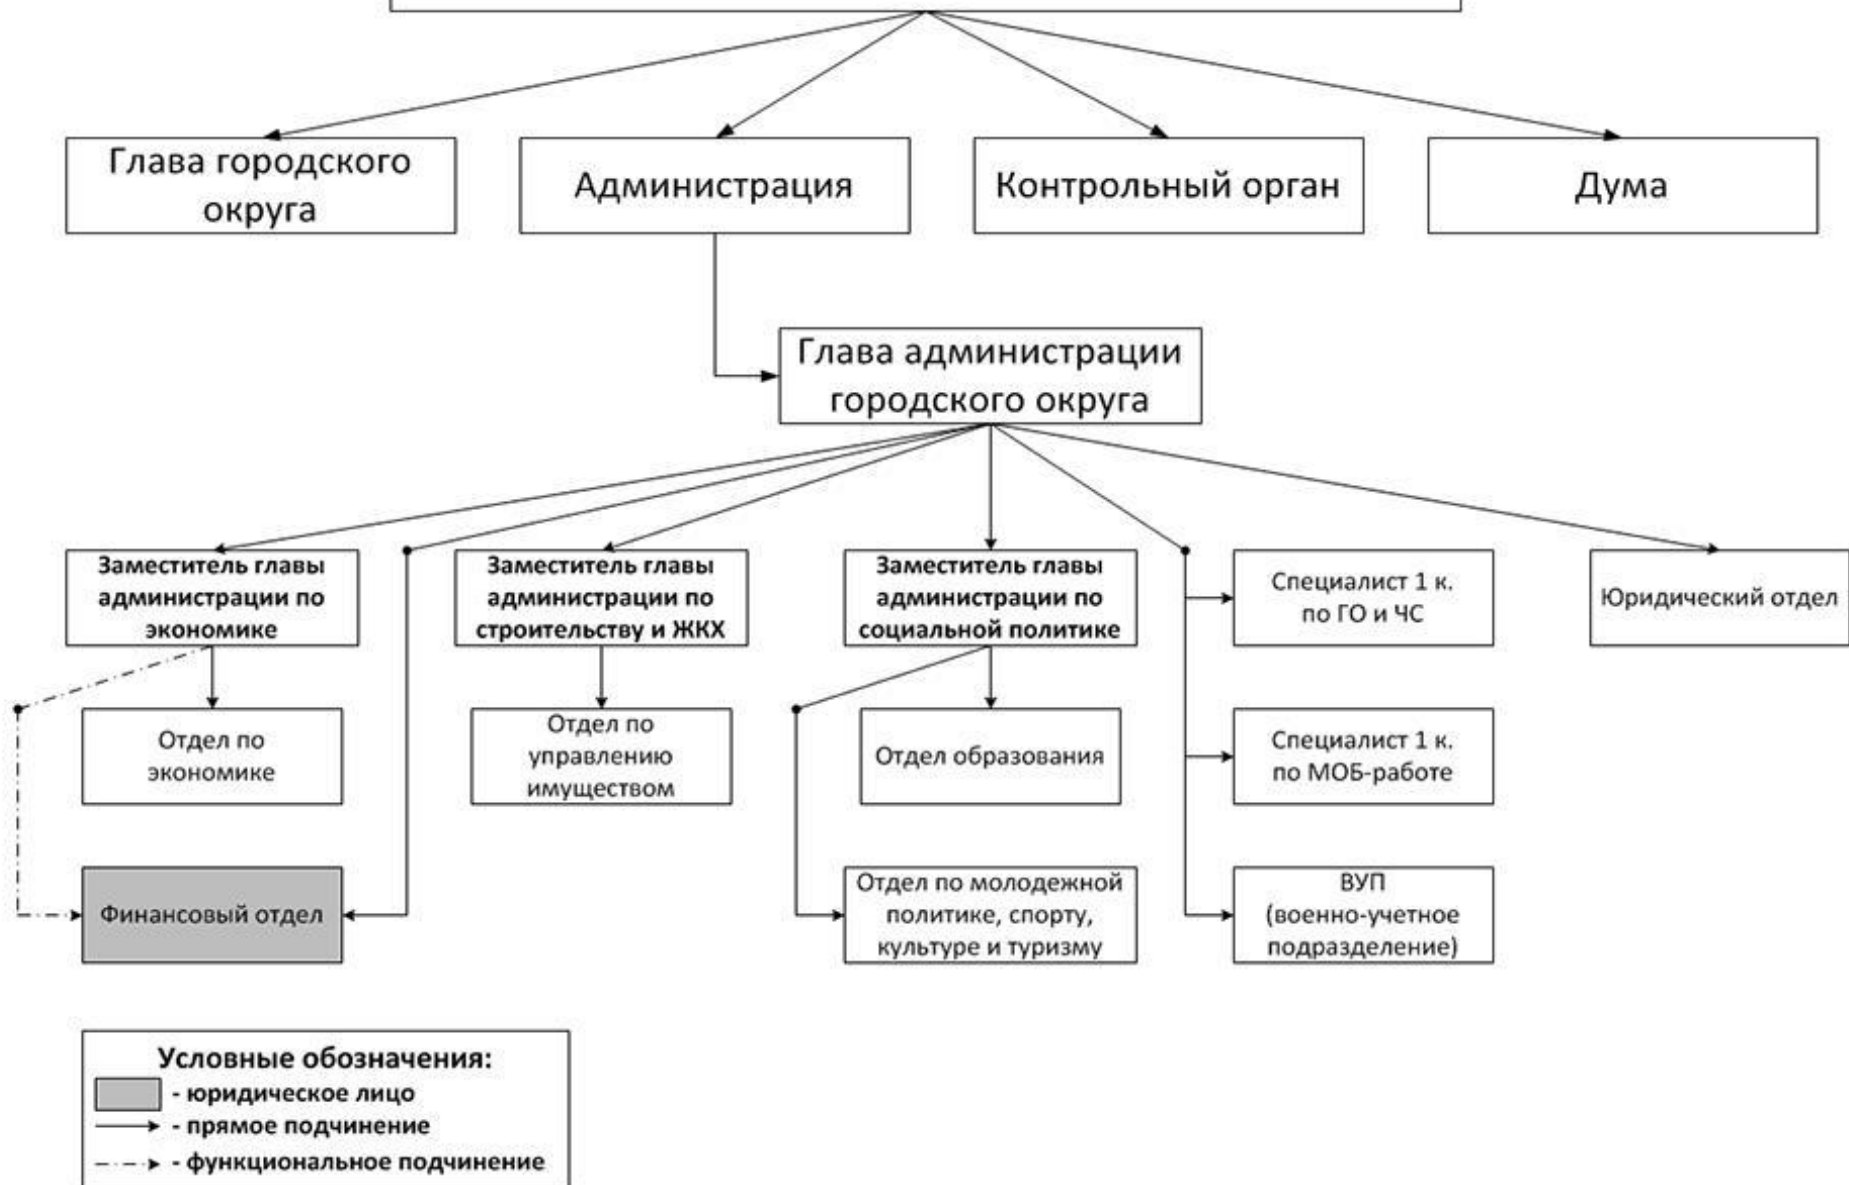 Глава городского
округа
Администрация
Контрольный орган
Дума
Глава администрации
городского округа
Заместитель главы
администрации по
экономике
Заместитель главы
администрации по
строительству и ЖКХ
Заместитель главы
администрации по
социальной политике
Специалист 1 к.
по ГО и ЧС
Юридический отдел
Отдел по
экономике
Отдел по
управлению
имуществом
Отдел образования
Специалист 1 к.
по МОБ-работе
Финансовый отдел
Отдел по молодежной
политике, спорту,
культуре и туризму
ВУП
(военно-учетное
подразделение)
Условные обозначения:
- юридическое лицо
- прямое подчинение
- функциональное подчинение